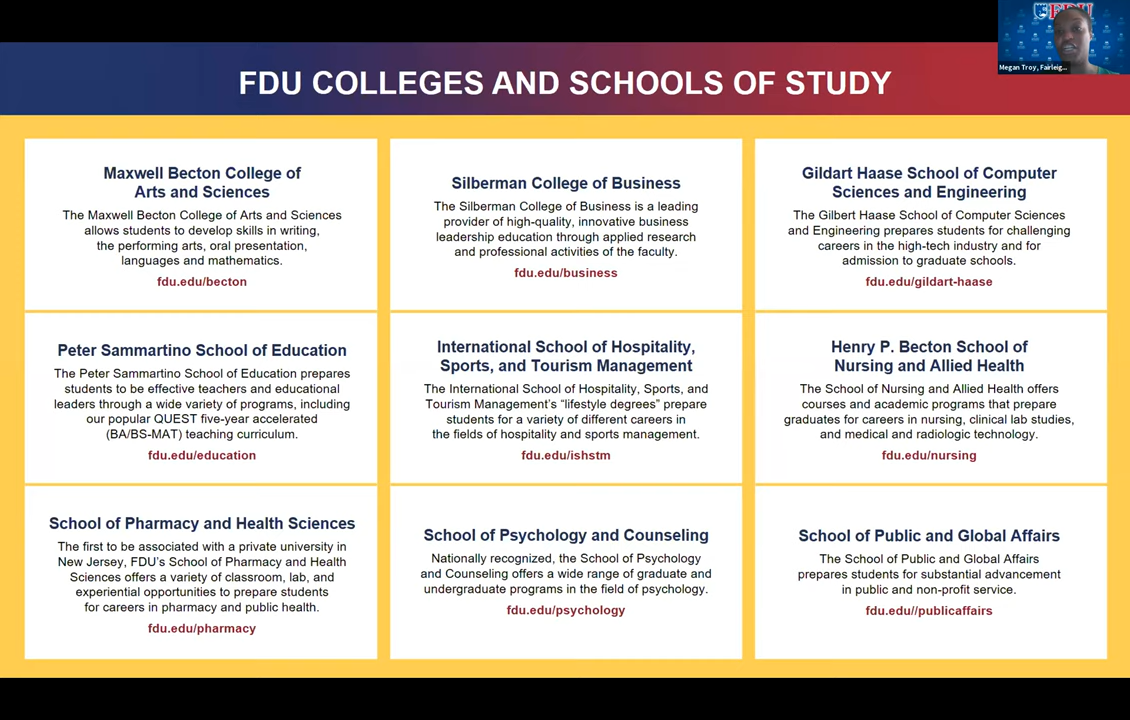 FDU
Megan Troy, Fairleig...
FDU COLLEGES AND SCHOOLS OF STUDY
Maxwell Becton College of
Arts and Sciences
The Maxwell Becton College of Arts and Sciences
allows students to develop skills in writing,
the performing arts, oral presentation,
languages and mathematics.
fdu.edu/becton
Silberman College of Business
The Silberman College of Business is a leading
provider of high-quality, innovative business
leadership education through applied research
and professional activities of the faculty.
fdu.edu/business
Gildart Haase School of Computer
Sciences and Engineering
The Gilbert Haase School of Computer Sciences
and Engineering prepares students for challenging
careers in the high-tech industry and for
admission to graduate schools.
fdu.edu/gildart-haase
Peter Sammartino School of Education
The Peter Sammartino School of Education prepares
students to be effective teachers and educational
leaders through a wide variety of programs, including
our popular QUEST five-year accelerated
(BA/BS-MAT) teaching curriculum.
fdu.edu/education
International School of Hospitality,
Sports, and Tourism Management
The International School of Hospitality, Sports, and
Tourism Management’s “lifestyle degrees” prepare
students for a variety of different careers in
the fields of hospitality and sports management.
fdu.edu/ishstm
Henry P. Becton School of
Nursing and Allied Health
The School of Nursing and Allied Health offers
courses and academic programs that prepare
graduates for careers in nursing, clinical lab studies,
and medical and radiologic technology.
fdu.edu/nursing
School of Pharmacy and Health Sciences
The first to be associated with a private university in
New Jersey, FDU’s School of Pharmacy and Health
Sciences offers a variety of classroom, lab, and
experiential opportunities to prepare students
for careers in pharmacy and public health.
fdu.edu/pharmacy
School of Psychology and Counseling
Nationally recognized, the School of Psychology
and Counseling offers a wide range of graduate and
undergraduate programs in the field of psychology.
fdu.edu/psychology
School of Public and Global Affairs
The School of Public and Global Affairs
prepares students for substantial advancement
in public and non-profit service.
fdu.edu//publicaffairs